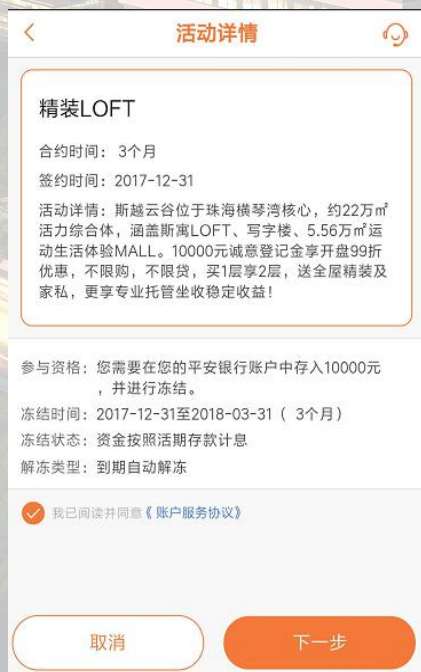 活动详情
精装LOFT
合约时间： 3个月
签约时间：2017-12-31
活动详情：斯越云谷位于珠海横琴湾核心，约22万㎡
活力综合体，涵盖斯寓LOFT、写字楼、5.56万㎡运
动生活体验MALL。10000元诚意登记金享开盘99折
优惠，不限购，不限贷，买1层享2层，送全屋精装及
家私，更享专业托管坐收稳定收益！
参与资格：您需要在您的平安银行账户中存入10000元
，并进行冻结。
冻结时间：2017-12-31至2018-03-31（ 3个月）
冻结状态：资金按照活期存款计息
解冻类型：到期自动解冻
我已阅读并同意《账户服务协议》
取消 下一步